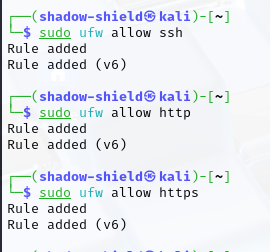 ┌──(shadow-shield㉿kali)-[~]
└─$ sudo ufw allow ssh
Rule added
Rule added (v6)
┌──(shadow-shield㉿kali)-[~]
└─$ sudo ufw allow http
Rule added
Rule added (v6)
┌──(shadow-shield㉿kali)-[~]
└─$ sudo ufw allow https
Rule added
Rule added (v6)